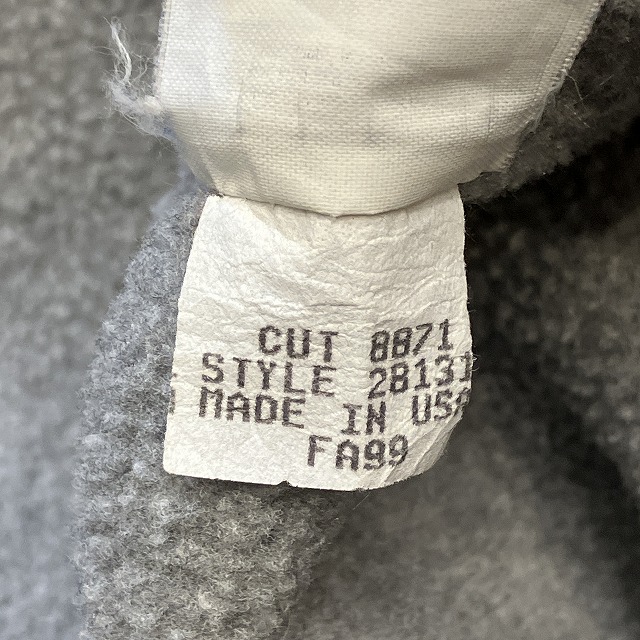 CUT 8871
STYLE 28131
MADE IN USA
FA99